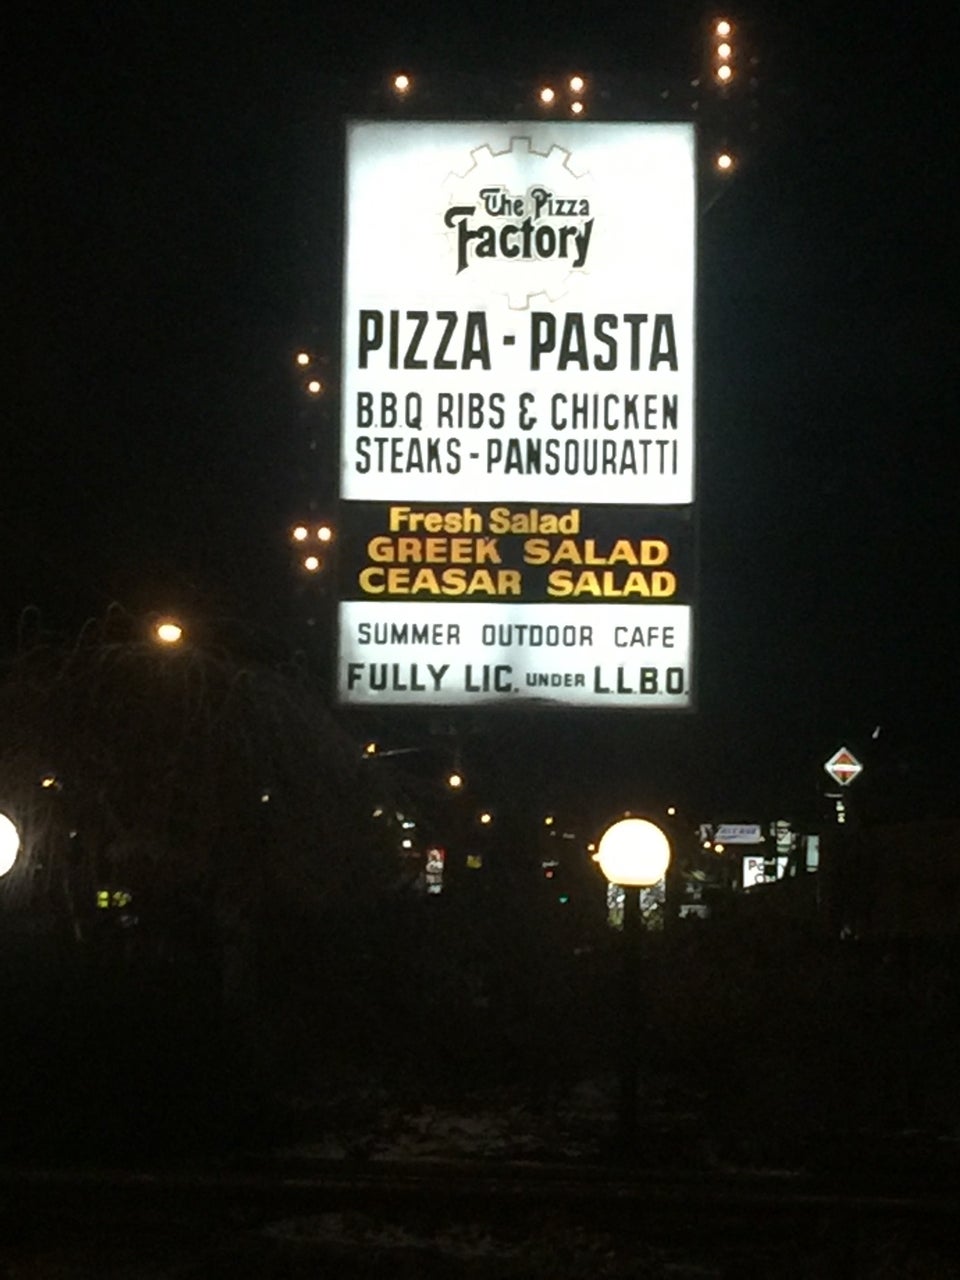 The Pizza
Factory
PIZZA - PASTA
B.B.Q RIBS & CHICKEN
STEAKS - PANSOURATTI
Fresh Salad
GREEK SALAD
CEASAR SALAD
SUMMER OUTDOOR CAFE
FULLY LIC. UNDER L.L.B.O.